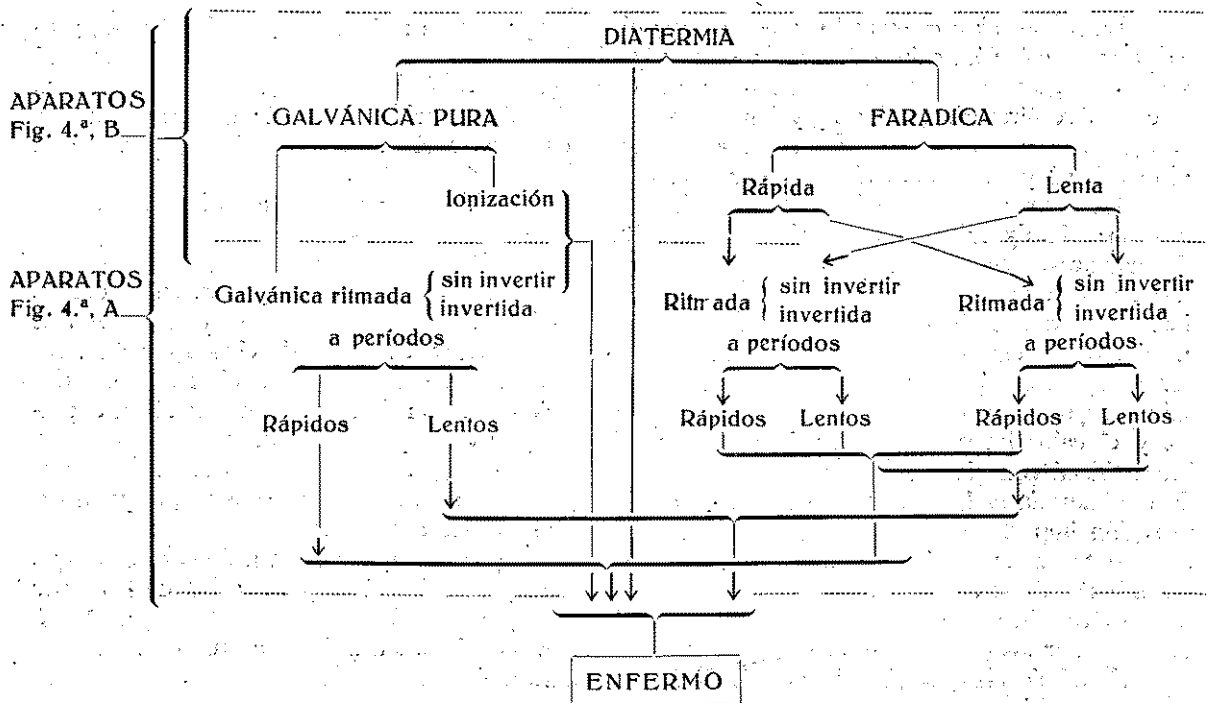 DIATERMIA
APARATOS
Fig. 4.ª, B
GALVÁNICA PURA
FARADICA
Ionización
Rápida
Lenta
APARATOS
Fig. 4.ª, A
Galvánica ritmada
sin invertir
invertida
Ritmada
sin invertir
invertida
Ritmada
sin invertir
invertida
a períodos
a períodos
a períodos
Rápidos
Lentos
Rápidos
Lentos
Rápidos
Lentos
ENFERMO